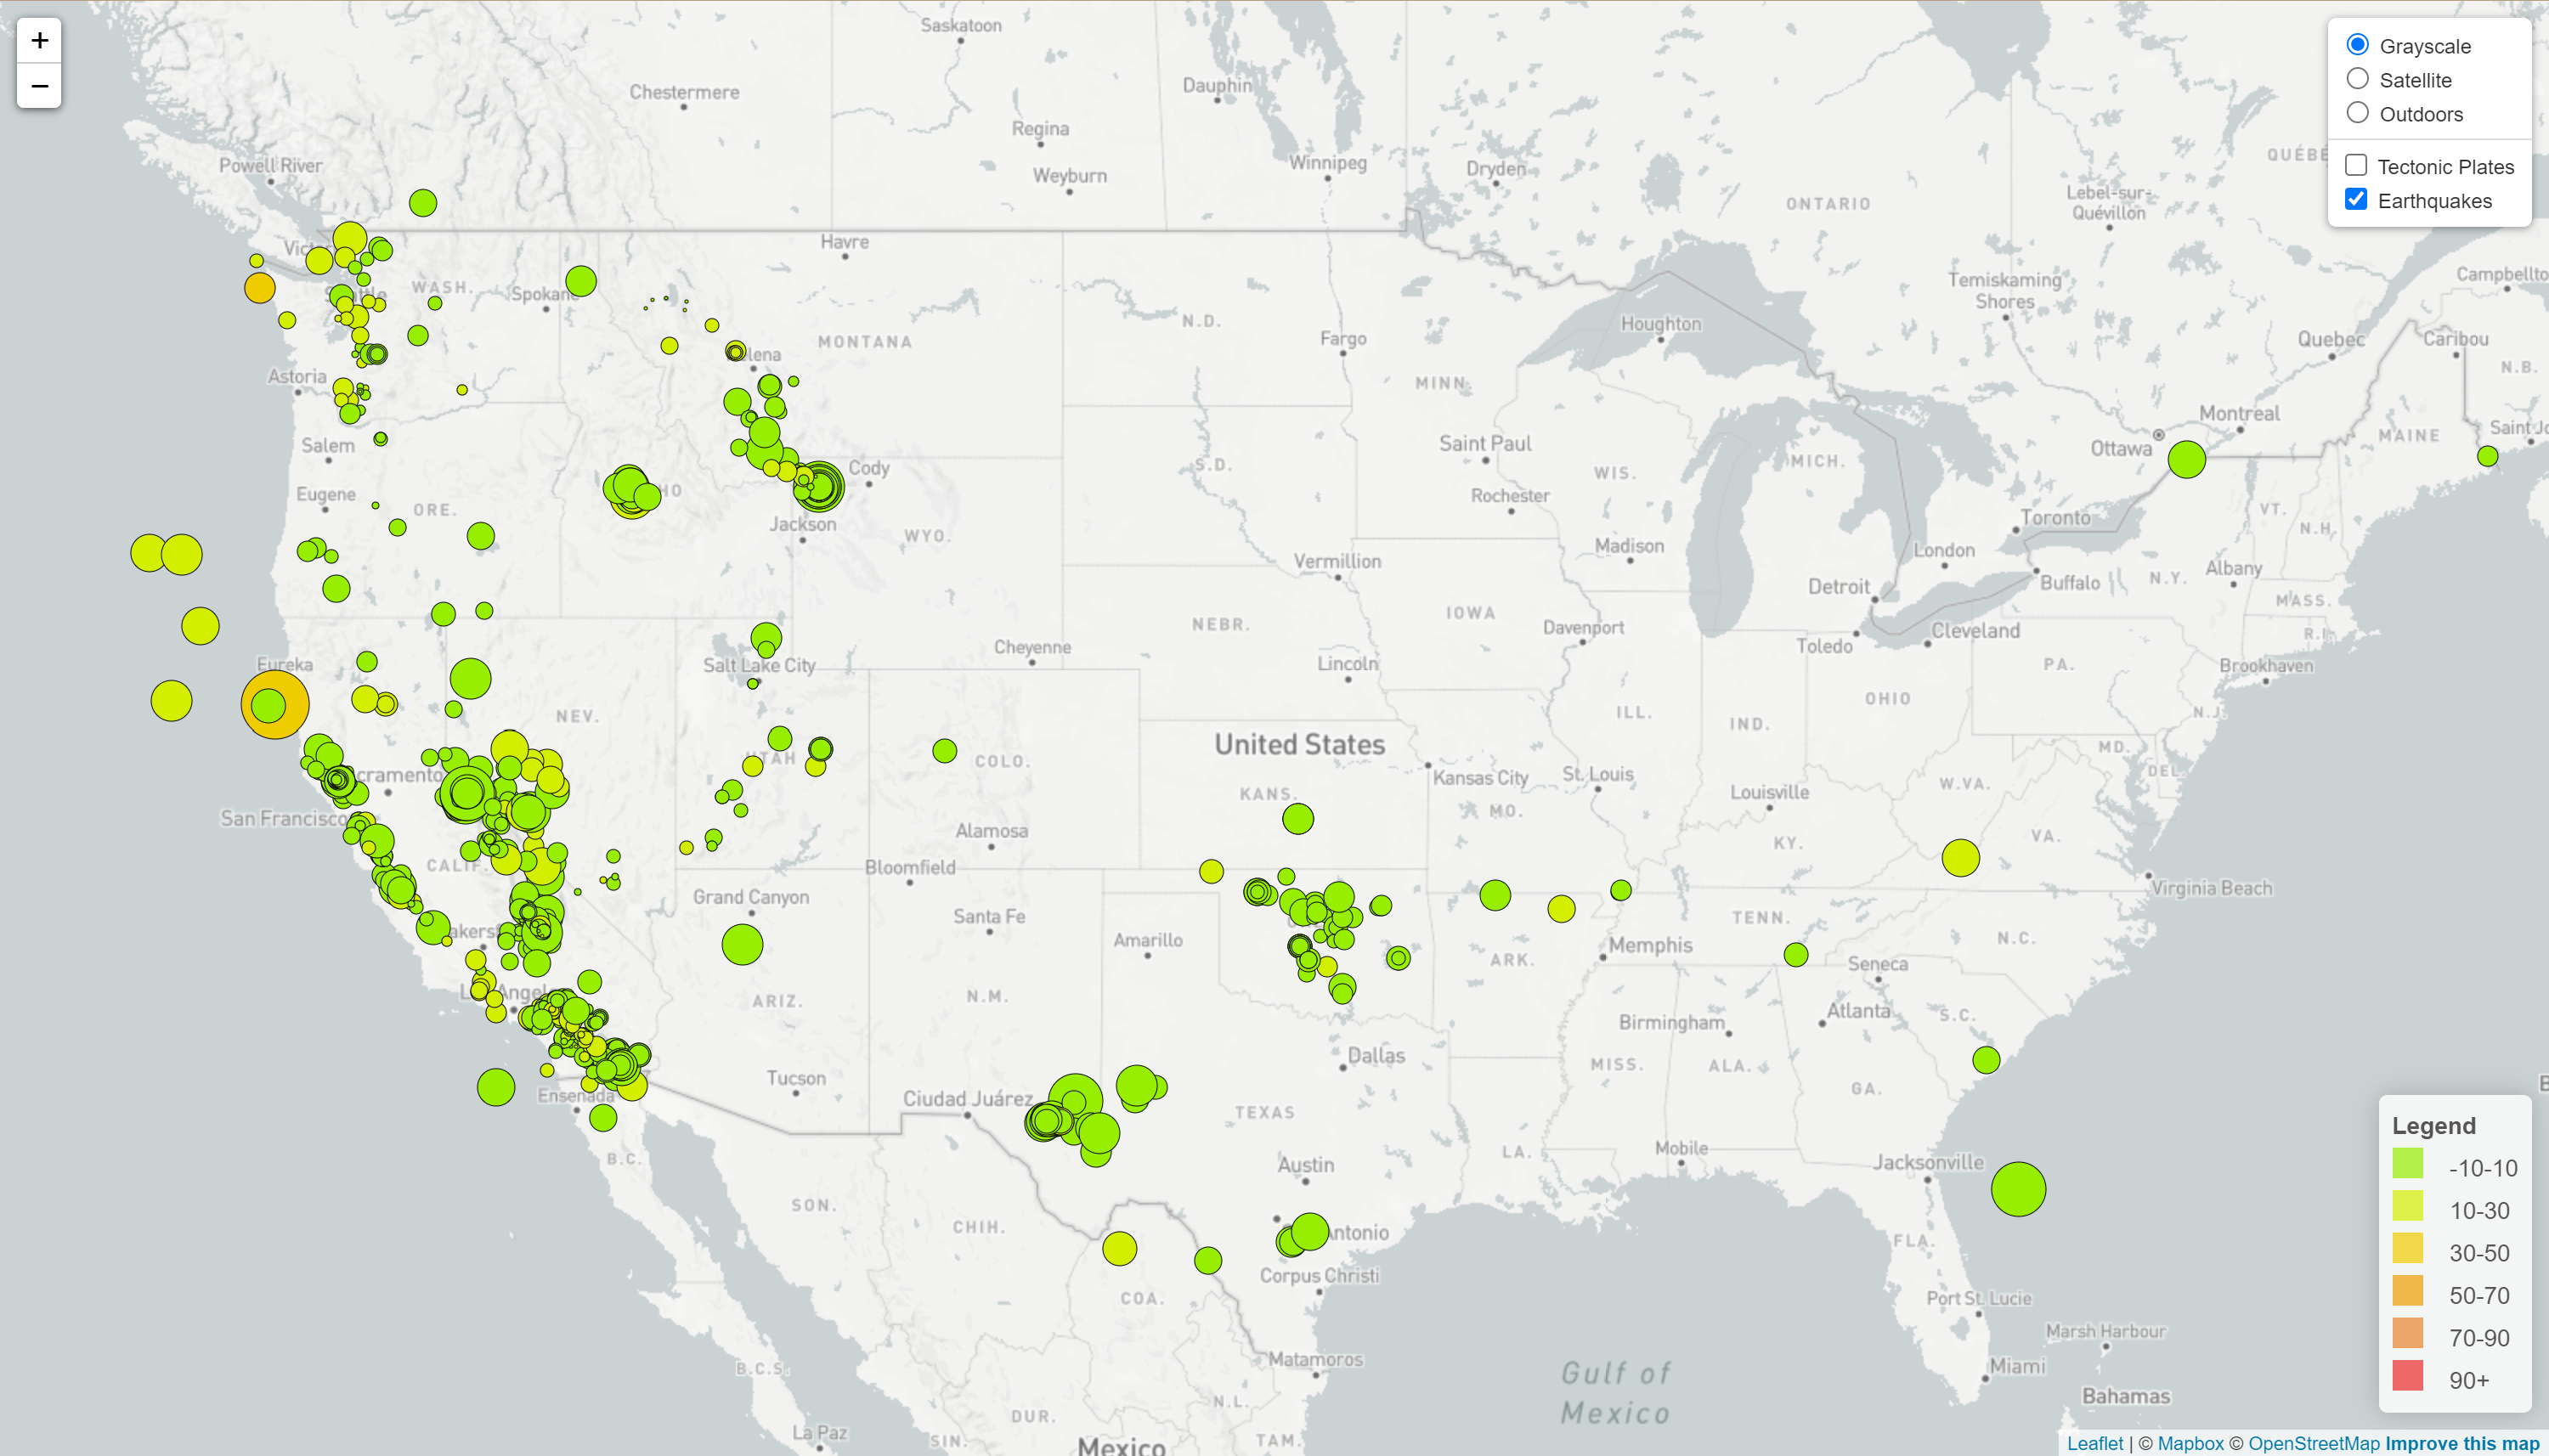 +
−
Saskatoon
Chestermere
Dauphin
Regina
Powell River
Weyburn
Winnipeg
Dryden
QUÉBE
Lebel-sur-
Quévillon
ONTARIO
Grayscale
Satellite
Outdoors
Tectonic Plates
Earthquakes
Havre
WASH.
Spokane
Temiskaming
Shores
Campbellto
N.D.
Fargo
Houghton
MONTANA
Quebec
Caribou
N.B.
Astoria
MINN.
Montreal
Salem
Saint Paul
Ottawa
MAINE
Saint Jo
Cody
S.D.
WIS.
MICH.
Eugene
ORE.
Rochester
Jackson
WYO.
Toronto
VT.
N.H.
Madison
London
Vermillion
Detroit
Buffalo
N.Y.
Albany
MASS.
IOWA
NEBR.
Davenport
Toledo
Cleveland
R.I.
Eureka
Salt Lake City
Cheyenne
Lincoln
PA.
Brookhaven
OHIO
NEV.
ILL.
IND.
N.J.
United States
MD.
UTAH
COLO.
cramento
Kansas City
St. Louis
W.VA.
DEL.
KANS.
MO.
Louisville
San Francisco
Alamosa
KY.
VA.
CALIF.
Bloomfield
Grand Canyon
Virginia Beach
Santa Fe
TENN.
akersf
Amarillo
Memphis
N.C.
ARK.
Seneca
ARIZ.
N.M.
Atlanta
S.C.
Birmingham
Dallas
MISS.
ALA.
GA.
Tucson
Ensenada
Ciudad Juárez
TEXAS
B.C.
Austin
LA.
Mobile
Jacksonville
SON.
CHIH.
ntonio
FLA.
Corpus Christi
COA.
Port St. Lucie
Marsh Harbour
B.C.S.
Matamoros
Miami
Gulf of
Mexico
Bahamas
N.L.
DUR.
La Paz
SIN.
Mexico
TAM.
Legend
-10-10
10-30
30-50
50-70
70-90
90+
Leaflet | © Mapbox © OpenStreetMap Improve this map